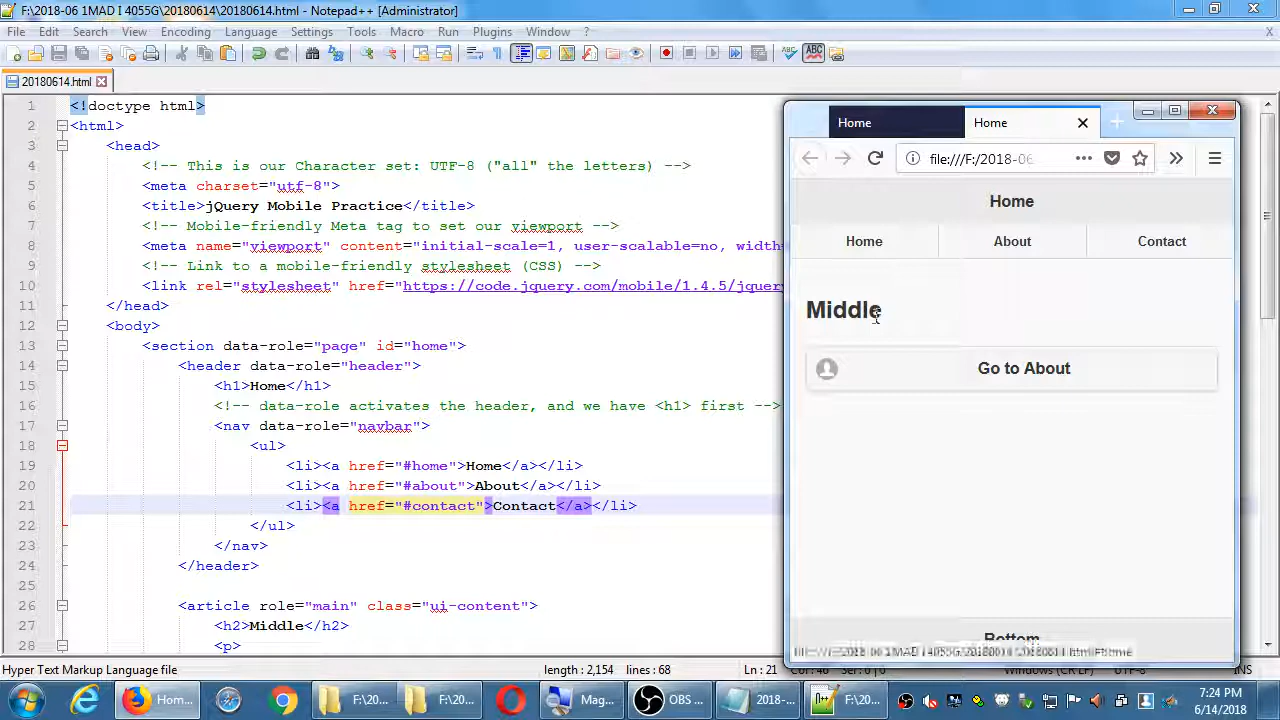 F:\2018-06 1MAD I 4055G\20180614\20180614.html - Notepad++ [Administrator]
File Edit Search View Encoding Language Settings Tools Macro Run Plugins Window ? X
20180614.html
1 <!doctype html>
2 <html>
3 <head>
4 <!-- This is our Character set: UTF-8 ("all" the letters) -->
5 <meta charset="utf-8">
6 <title>jQuery Mobile Practice</title>
7 <!-- Mobile-friendly Meta tag to set our viewport -->
8 <meta name="viewport" content="initial-scale=1, user-scalable=no, width=
9 <!-- Link to a mobile-friendly stylesheet (CSS) -->
10 <link rel="stylesheet" href="https://code.jquery.com/mobile/1.4.5/jquer
11 </head>
12 <body>
13 <section data-role="page" id="home">
14 <header data-role="header">
15 <h1>Home</h1>
16 <!-- data-role activates the header, and we have <h1> first -->
17 <nav data-role="navbar">
18 <ul>
19 <li><a href="#home">Home</a></li>
20 <li><a href="#about">About</a></li>
21 <li><a href="#contact">Contact</a></li>
22 </ul>
23 </nav>
24 </header>
25
26 <article role="main" class="ui-content">
27 <h2>Middle</h2>
28 <p>
Home Home
file:///F:/2018-06
Home
Home About Contact
Middle
Go to About
Bottom
Hyper Text Markup Language file length : 2,154 lines : 68 Ln : 21 INS
Hom... F:\20... F:\20... Mag... OBS ... 2018-... F:\20...
7:24 PM
6/14/2018